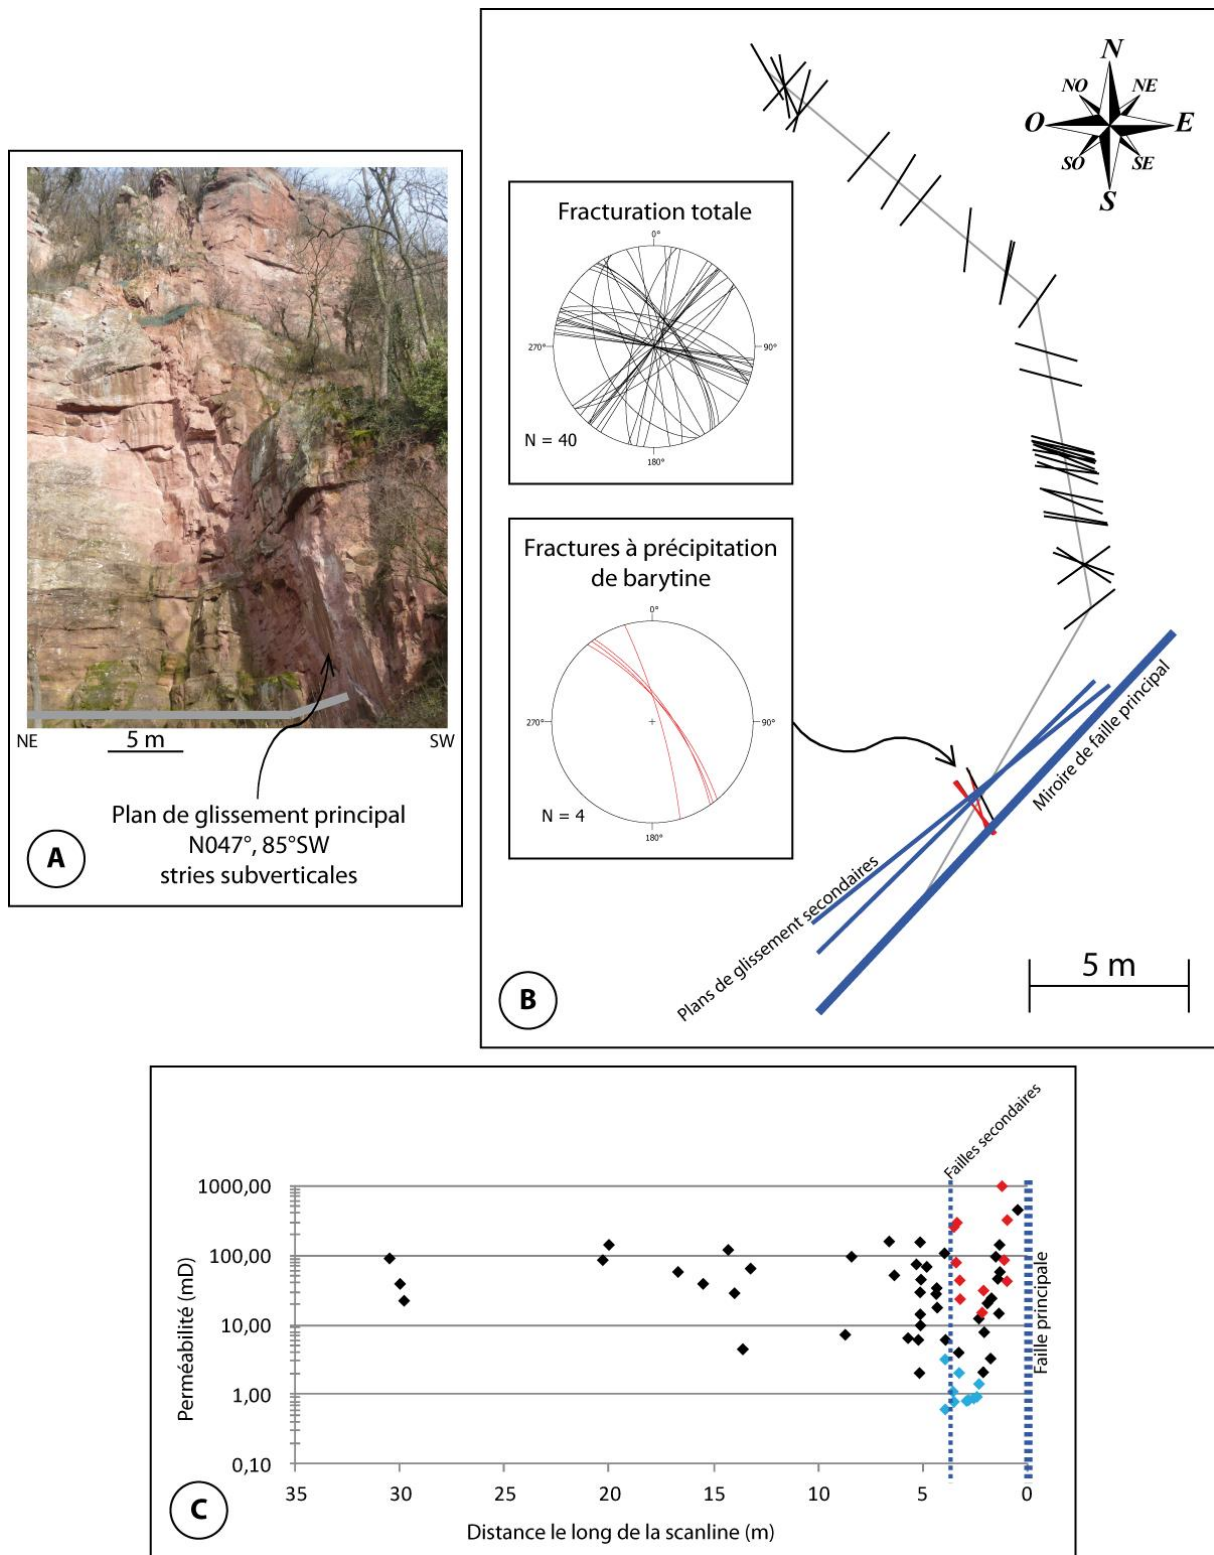 NE
5 m
SW
Plan de glissement principal
N047°, 85°SW
stries subverticales
A
N
NO
NE
O
E
SO
SE
S
Fracturation totale
0°
270°
90°
N = 40
180°
Fractures à précipitation
de barytine
0°
270°
90°
N = 4
180°
Miroire de faille principal
Plans de glissement secondaires
5 m
B
Failles secondaires
Faille principale
Perméabilité (mD)
1000,00
100,00
10,00
1,00
0,10
35
30
25
20
15
10
5
0
Distance le long de la scanline (m)
C